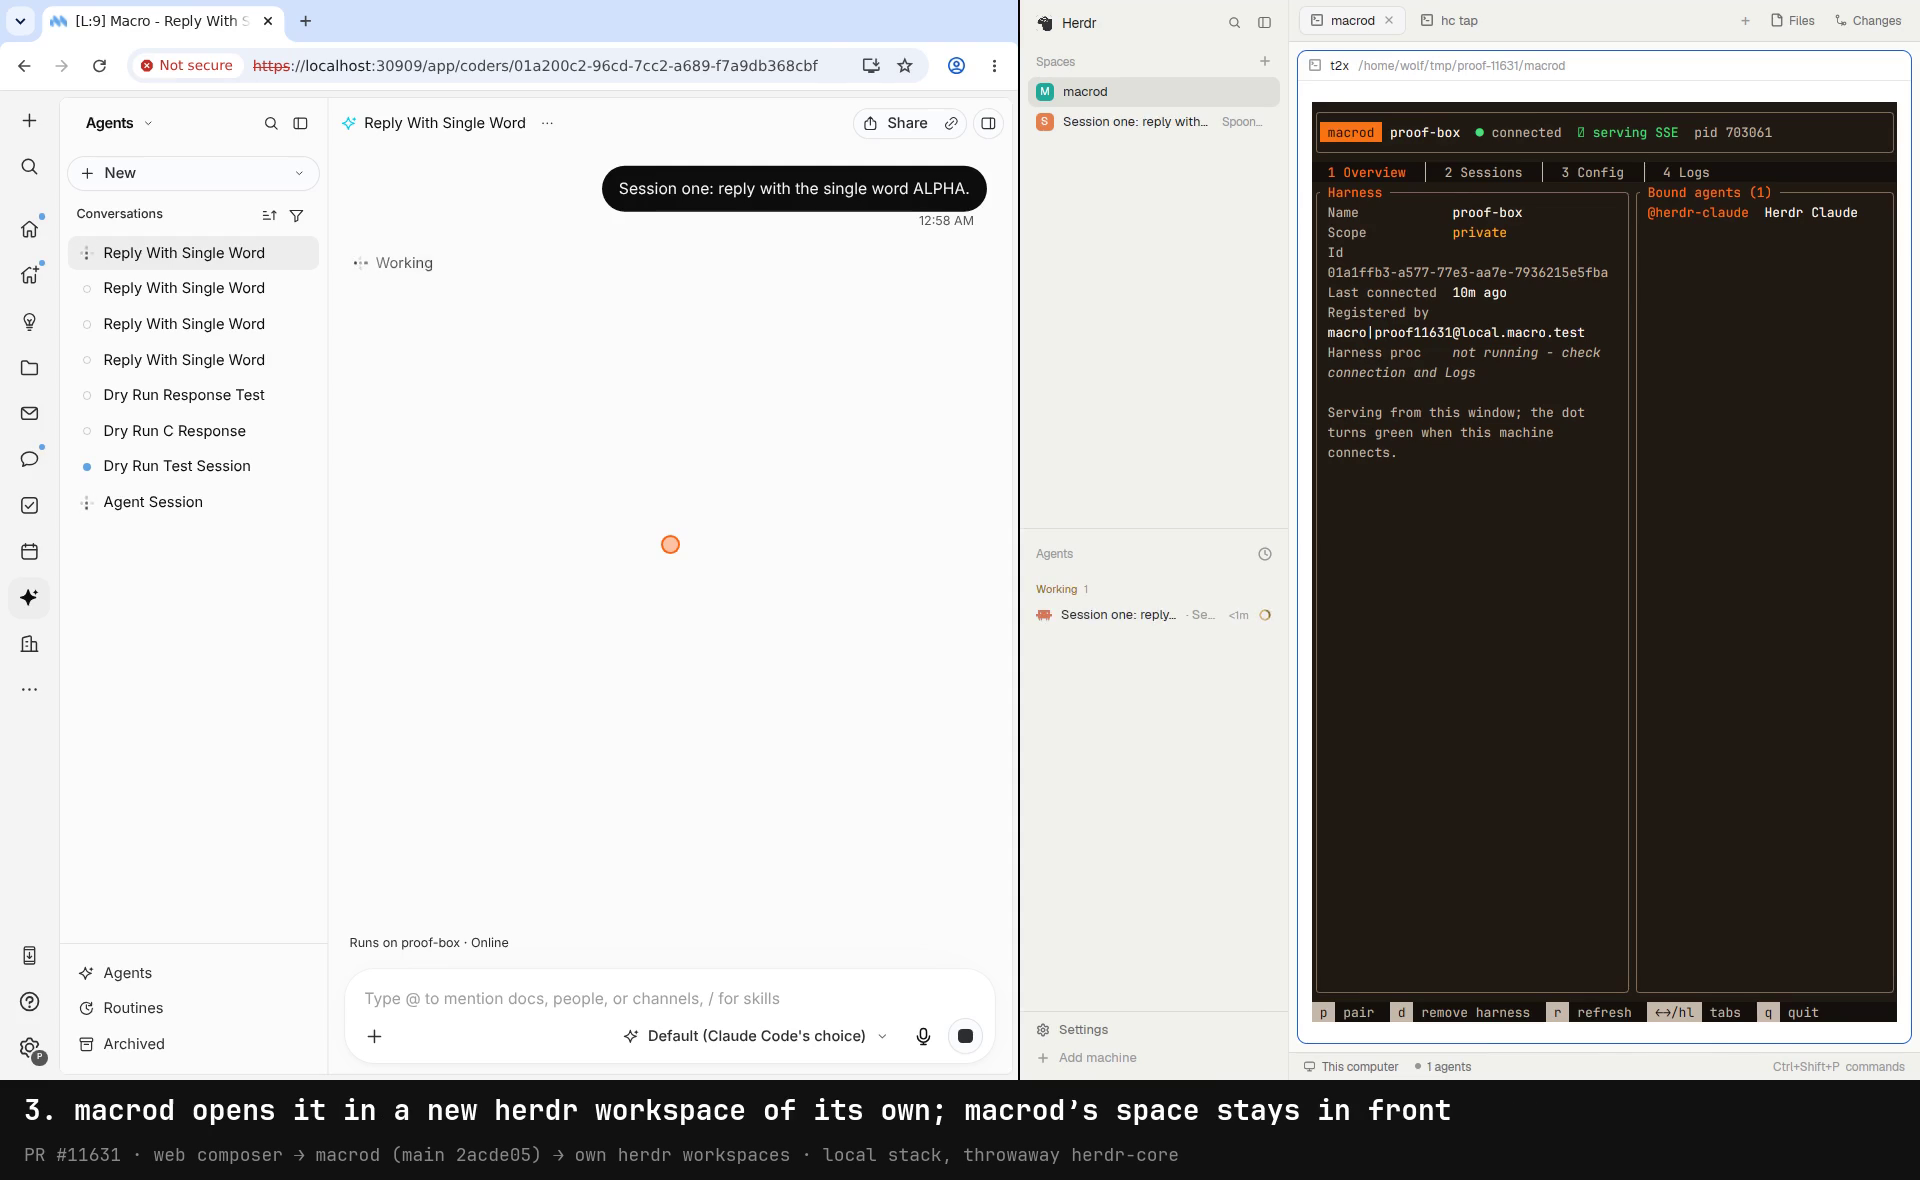 [L:9] Macro - Reply With S
Not secure
https://localhost:30909/app/coders/01a200c2-96cd-7cc2-a689-f7a9db368cbf
Agents
New
Conversations
Reply With Single Word
Reply With Single Word
Reply With Single Word
Reply With Single Word
Dry Run Response Test
Dry Run C Response
Dry Run Test Session
Agent Session
Agents
Routines
Archived
P
Reply With Single Word
Share
Session one: reply with the single word ALPHA.
12:58 AM
Working
Runs on proof-box · Online
Type @ to mention docs, people, or channels, / for skills
Default (Claude Code's choice)
Herdr
Spaces
M macrod
S Session one: reply with... Spoon...
Agents
Working 1
Session one: reply... · Se... <1m
Settings
Add machine
macrod
hc tap
Files
Changes
t2x /home/wolf/tmp/proof-11631/macrod
macrod proof-box ● connected serving SSE pid 703061
1 Overview │ 2 Sessions │ 3 Config │ 4 Logs
Harness
Name proof-box
Scope private
Id
01a1ffb3-a577-77e3-aa7e-7936215e5fba
Last connected 10m ago
Registered by
macro|proof11631@local.macro.test
Harness proc not running - check
connection and Logs
Serving from this window; the dot
turns green when this machine
connects.
Bound agents (1)
@herdr-claude Herdr Claude
p pair d remove harness r refresh ↔/hl tabs q quit
This computer
1 agents
Ctrl+Shift+P commands
3. macrod opens it in a new herdr workspace of its own; macrod’s space stays in front
PR #11631 · web composer → macrod (main 2acde05) → own herdr workspaces · local stack, throwaway herdr-core